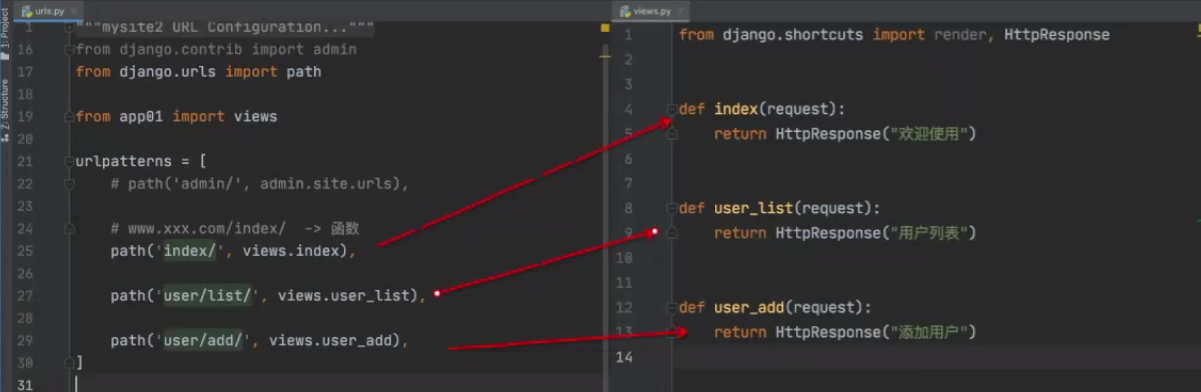 urls.py
1: Project
Z: Structure
1 """mysite2 URL Configuration..."""
16 from django.contrib import admin
17 from django.urls import path
18
19 from app01 import views
20
21 urlpatterns = [
22 # path('admin/', admin.site.urls),
23
24 # www.xxx.com/index/ -> 函数
25 path('index/', views.index),
26
27 path('user/list/', views.user_list),
28
29 path('user/add/', views.user_add),
30 ]
31
views.py
1 from django.shortcuts import render, HttpResponse
2
3
4 def index(request):
5 return HttpResponse("欢迎使用")
6
7
8 def user_list(request):
9 return HttpResponse("用户列表")
10
11
12 def user_add(request):
13 return HttpResponse("添加用户")
14